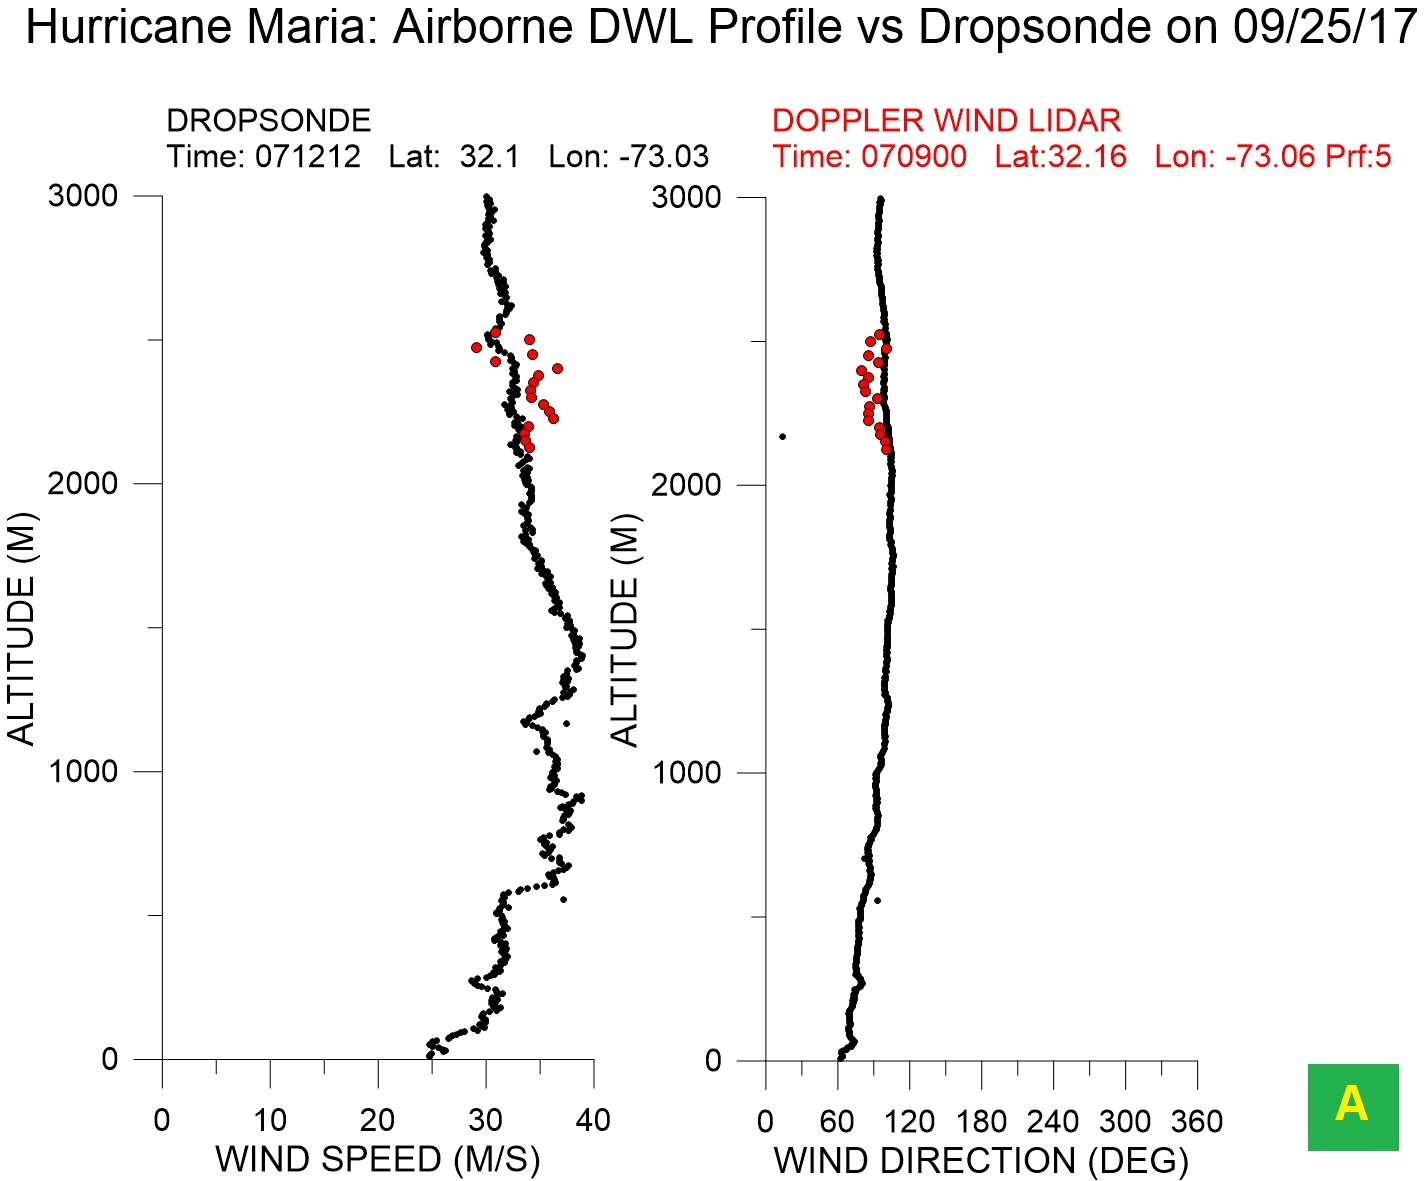 Hurricane Maria: Airborne DWL Profile vs Dropsonde on 09/25/17
DROPSONDE
Time: 071212 Lat: 32.1 Lon: -73.03
3000
2000
1000
0
ALTITUDE (M)
0 10 20 30 40
WIND SPEED (M/S)
DOPPLER WIND LIDAR
Time: 070900 Lat:32.16 Lon: -73.06 Prf:5
3000
2000
1000
0
ALTITUDE (M)
0 60 120 180 240 300 360
WIND DIRECTION (DEG)
A